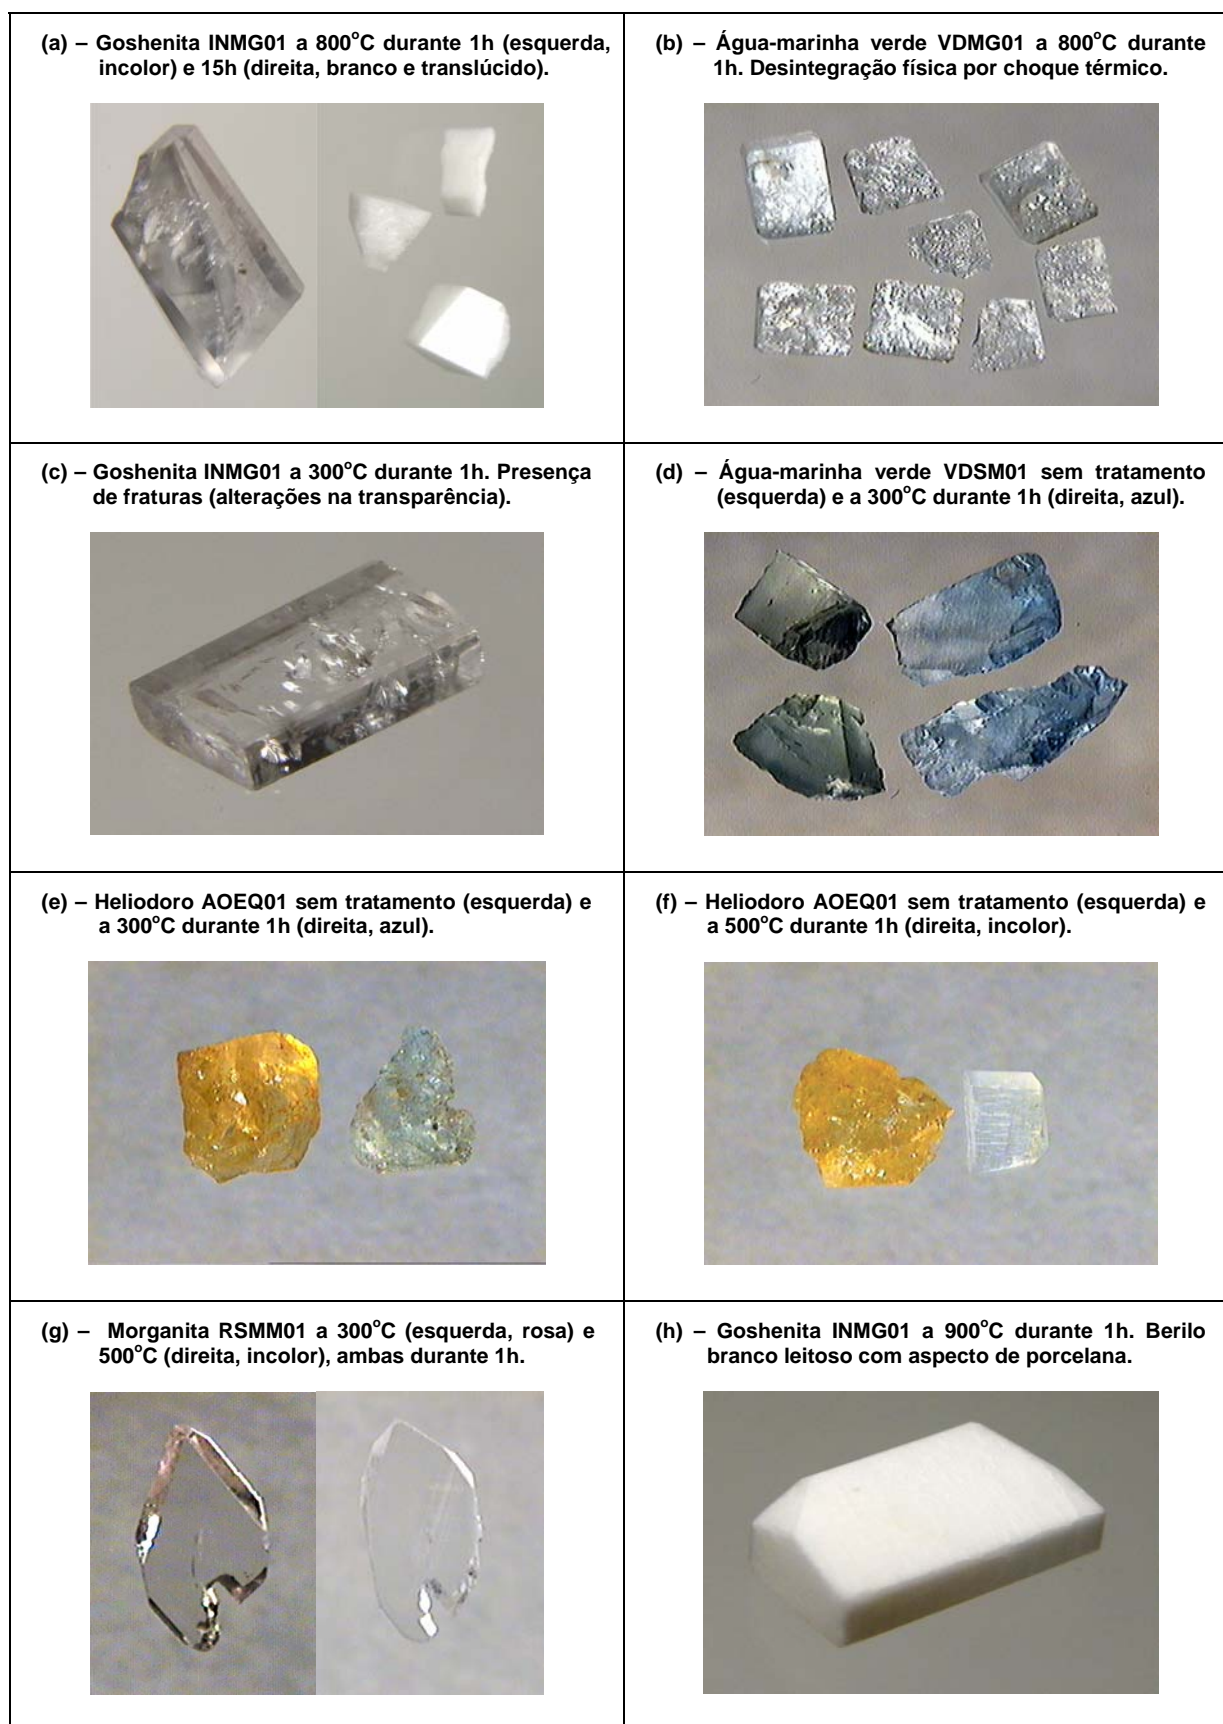 (a) – Goshenita INMG01 a 800°C durante 1h (esquerda,
incolor) e 15h (direita, branco e translúcido).
(b) – Água-marinha verde VDMG01 a 800°C durante
1h. Desintegração física por choque térmico.
(c) – Goshenita INMG01 a 300°C durante 1h. Presença
de fraturas (alterações na transparência).
(d) – Água-marinha verde VDSM01 sem tratamento
(esquerda) e a 300°C durante 1h (direita, azul).
(e) – Heliodoro AOEQ01 sem tratamento (esquerda) e
a 300°C durante 1h (direita, azul).
(f) – Heliodoro AOEQ01 sem tratamento (esquerda) e
a 500°C durante 1h (direita, incolor).
(g) – Morganita RSMM01 a 300°C (esquerda, rosa) e
500°C (direita, incolor), ambas durante 1h.
(h) – Goshenita INMG01 a 900°C durante 1h. Berilo
branco leitoso com aspecto de porcelana.